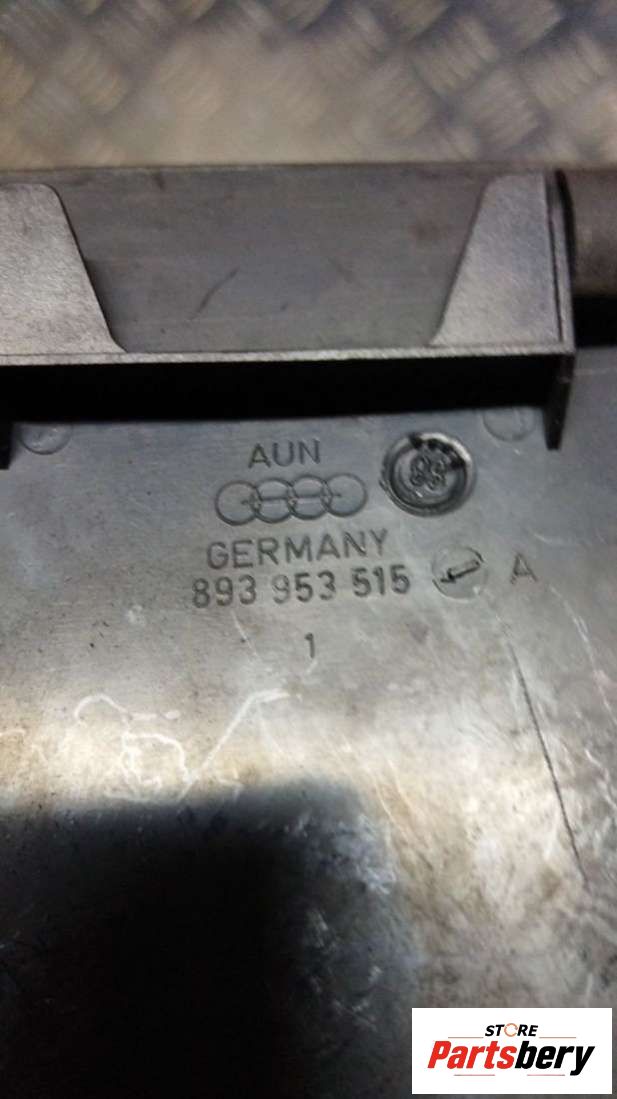 AUN
GERMANY
893 953 515 A
1
STORE
Partsbery